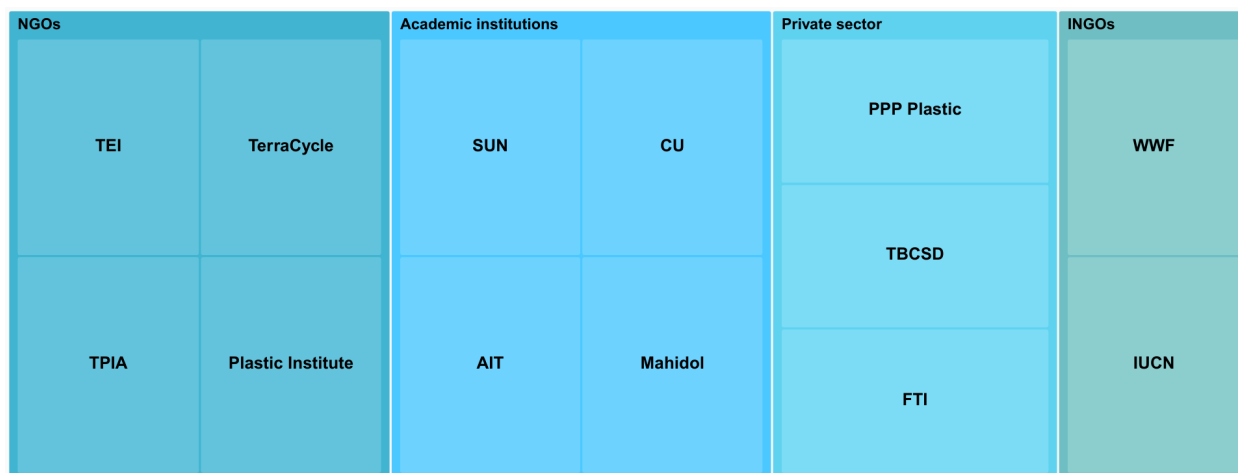 NGOs
TEI
TerraCycle
TPIA
Plastic Institute
Academic institutions
SUN
CU
AIT
Mahidol
Private sector
PPP Plastic
TBCSD
FTI
INGOs
WWF
IUCN